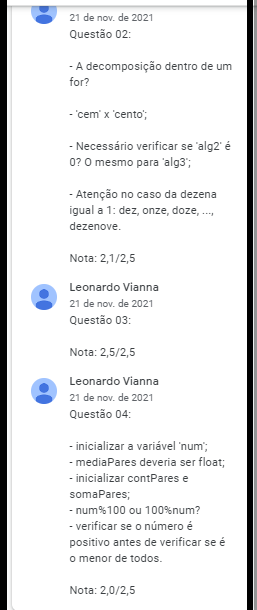 21 de nov. de 2021
Questão 02:
- A decomposição dentro de um
for?
- 'cem' x 'cento';
- Necessário verificar se 'alg2' é
0? O mesmo para 'alg3';
- Atenção no caso da dezena
igual a 1: dez, onze, doze, ...,
dezenove.
Nota: 2,1/2,5
Leonardo Vianna
21 de nov. de 2021
Questão 03:
Nota: 2,5/2,5
Leonardo Vianna
21 de nov. de 2021
Questão 04:
- inicializar a variável 'num';
- mediaPares deveria ser float;
- inicializar contPares e
somaPares;
- num%100 ou 100%num?
- verificar se o número é
positivo antes de verificar se é
o menor de todos.
Nota: 2,0/2,5